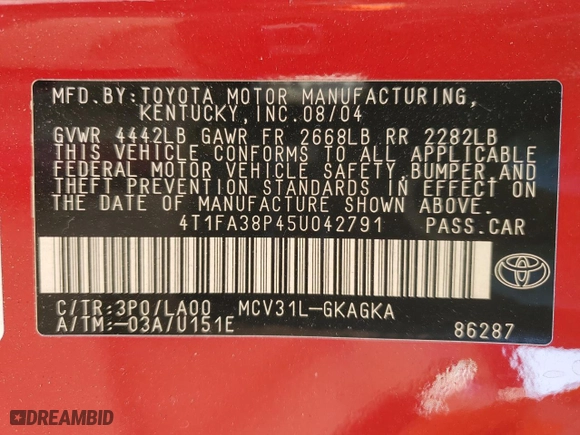 MFD.BY:TOYOTA MOTOR MANUFACTURING,
KENTUCKY,INC.08/04
GVWR 4442LB GAWR FR 2668LB RR 2282LB
THIS VEHICLE CONFORMS TO ALL APPLICABLE
FEDERAL MOTOR VEHICLE SAFETY,BUMPER,AND
THEFT PREVENTION STANDARDS IN EFFECT ON
THE DATE OF MANUFACTURE SHOWN ABOVE.
4T1FA38P45U042791 PASS.CAR
C/TR:3P0/LA00 MCV31L-GKAGKA
A/TM:-03A/U151E 86287
DREAMBID